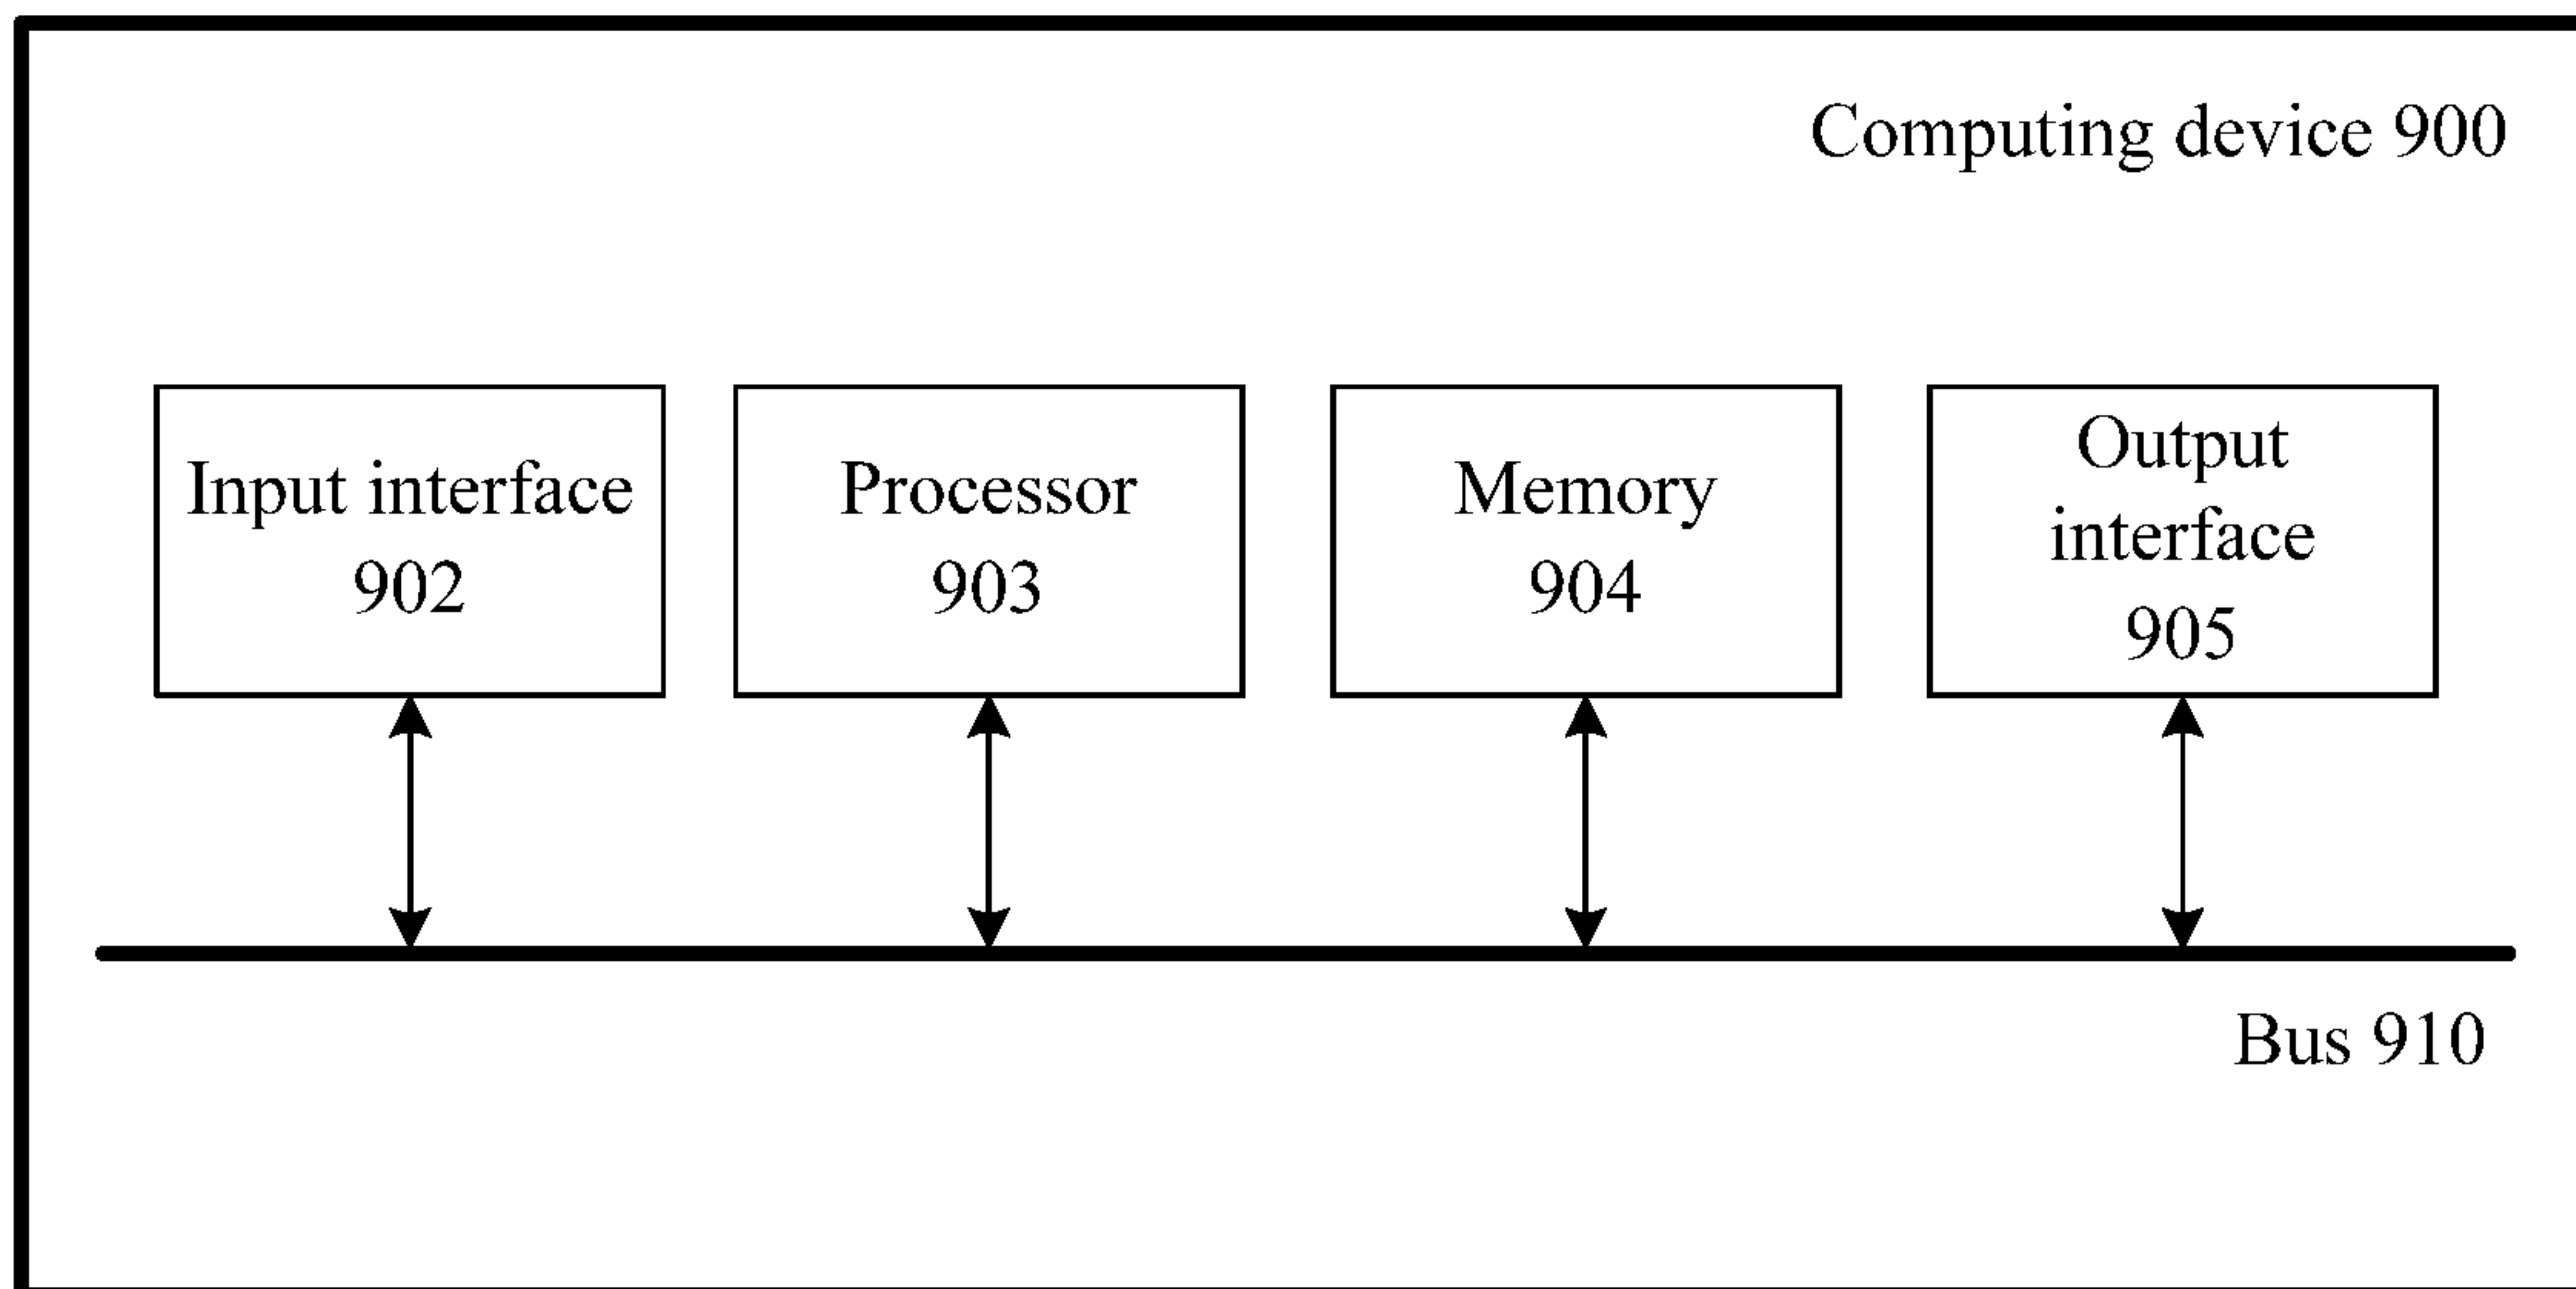 Computing device 900
Input interface
902
Processor
903
Memory
904
Output
interface
905
Bus 910